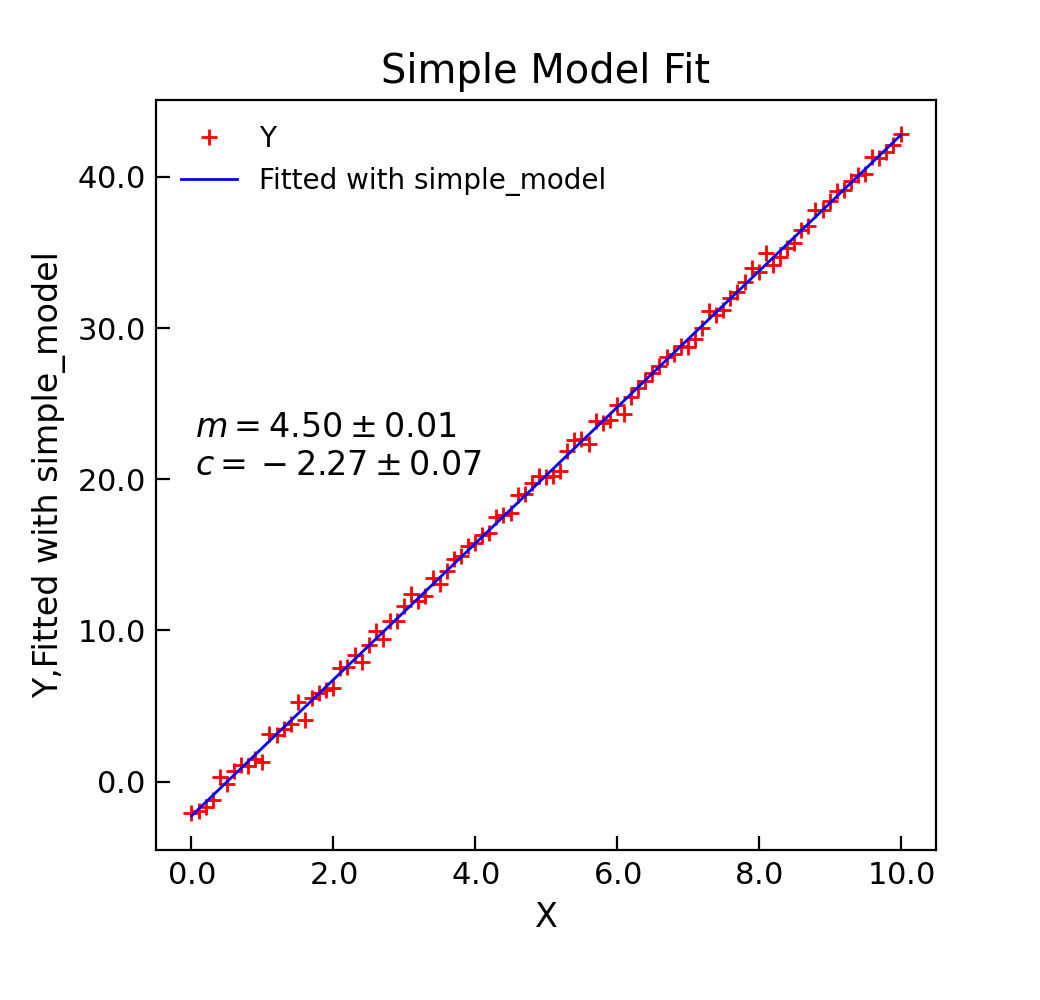 Simple Model Fit
Y
Fitted with simple_model
m = 4.50 ± 0.01
c = − 2.27 ± 0.07
Y,Fitted with simple_model
40.0
30.0
20.0
10.0
0.0
0.0 2.0 4.0 6.0 8.0 10.0
X